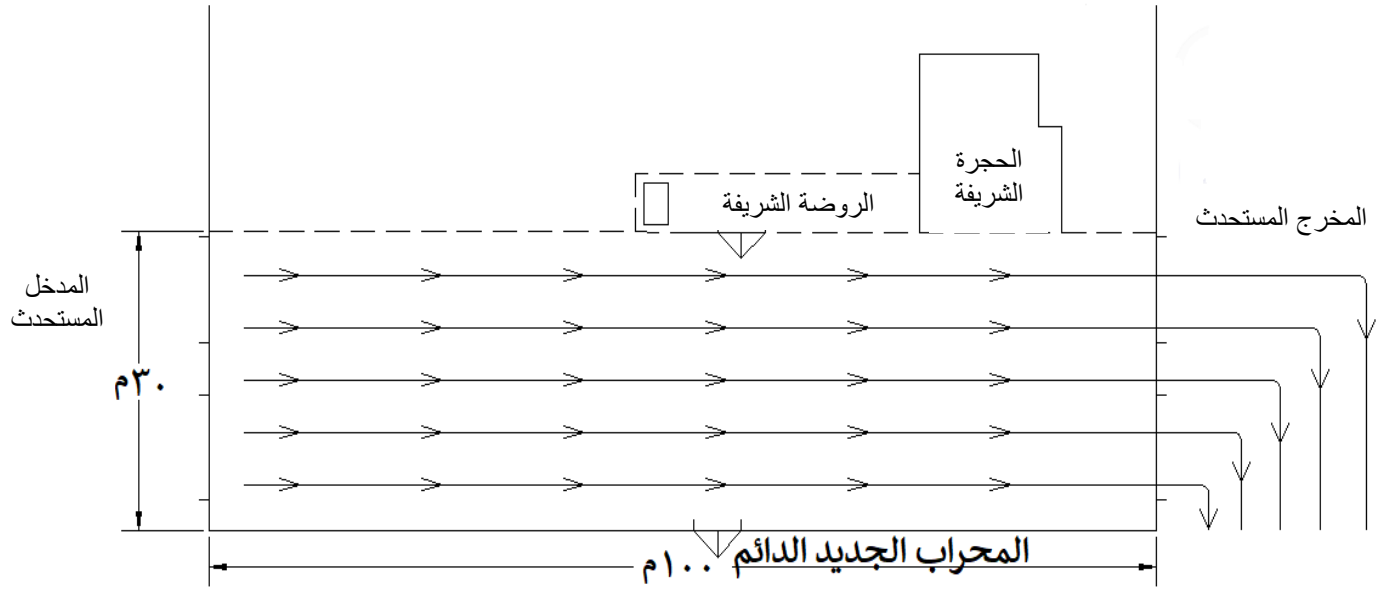 الحجرة
الشريفة
الروضة الشريفة
المخرج المستحدث
المدخل
المستحدث
٣٠م
المحراب الجديد الدائم
١٠٠م